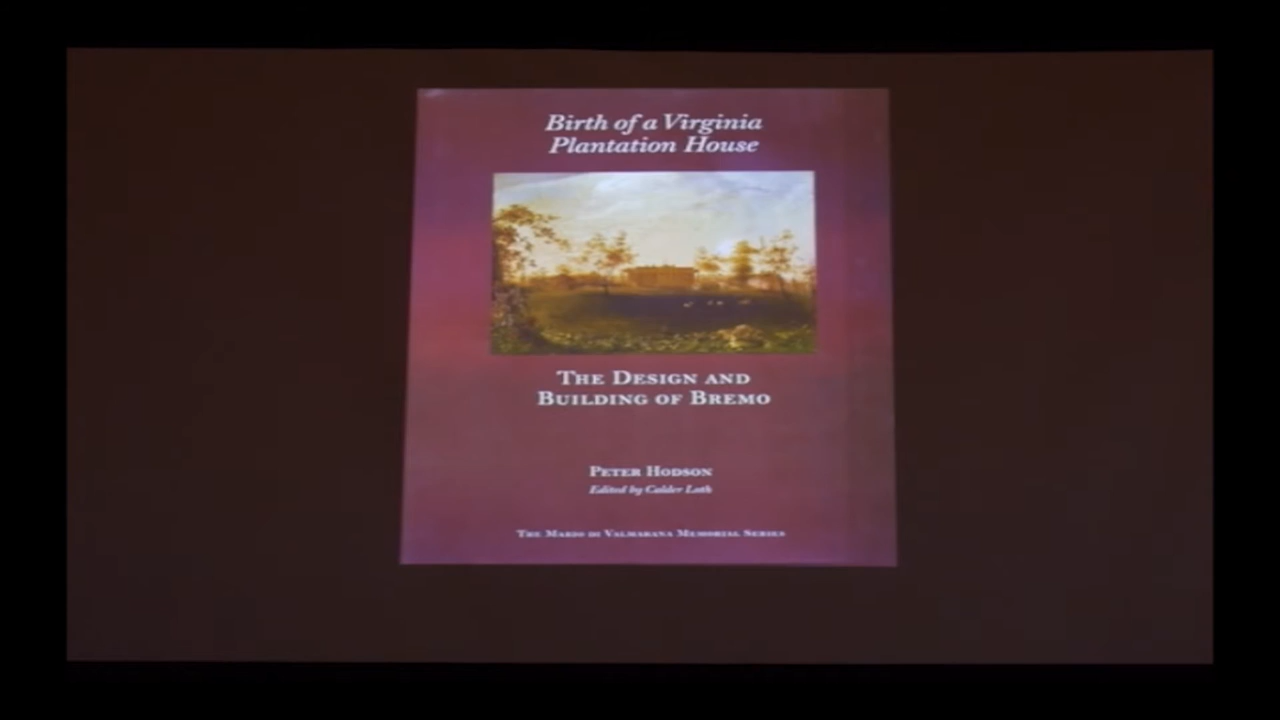 Birth of a Virginia
Plantation House
The Design and
Building of Bremo
Peter Hodson
Edited by Calder Loth
The Mario di Valmarana Memorial Series